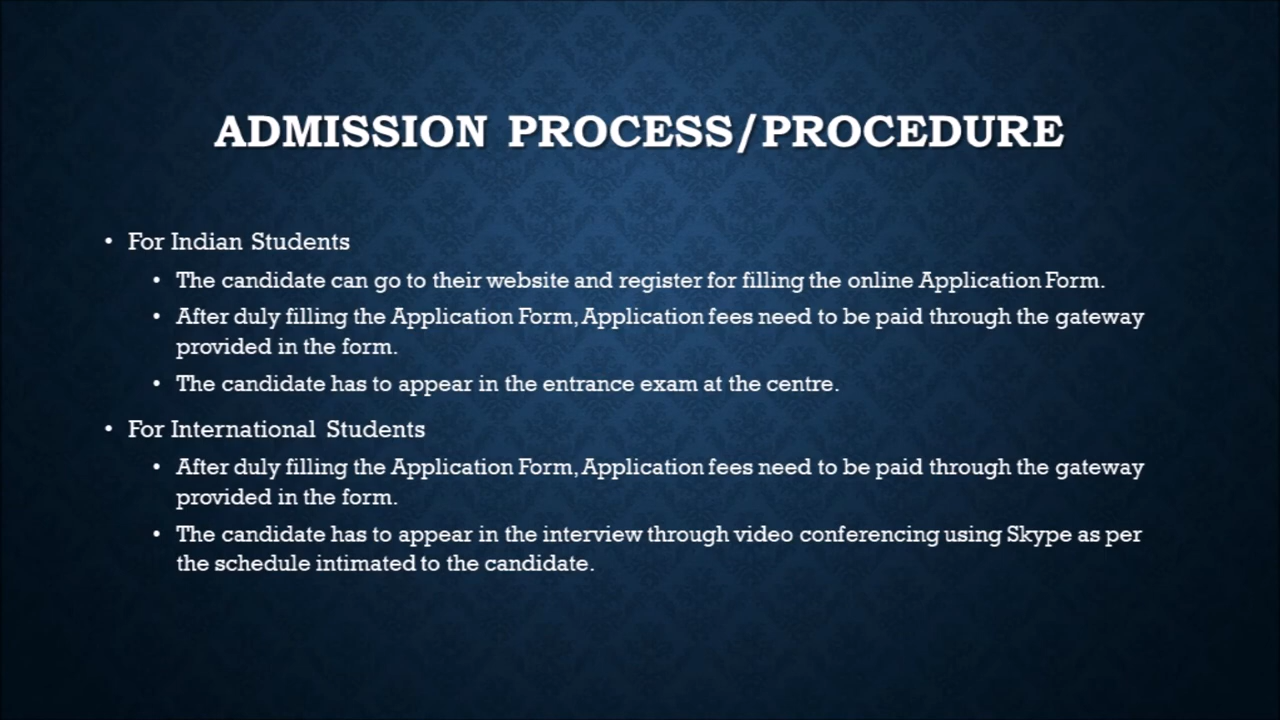 ADMISSION PROCESS/PROCEDURE
• For Indian Students
• The candidate can go to their website and register for filling the online Application Form.
• After duly filling the Application Form, Application fees need to be paid through the gateway
provided in the form.
• The candidate has to appear in the entrance exam at the centre.
• For International Students
• After duly filling the Application Form, Application fees need to be paid through the gateway
provided in the form.
• The candidate has to appear in the interview through video conferencing using Skype as per
the schedule intimated to the candidate.